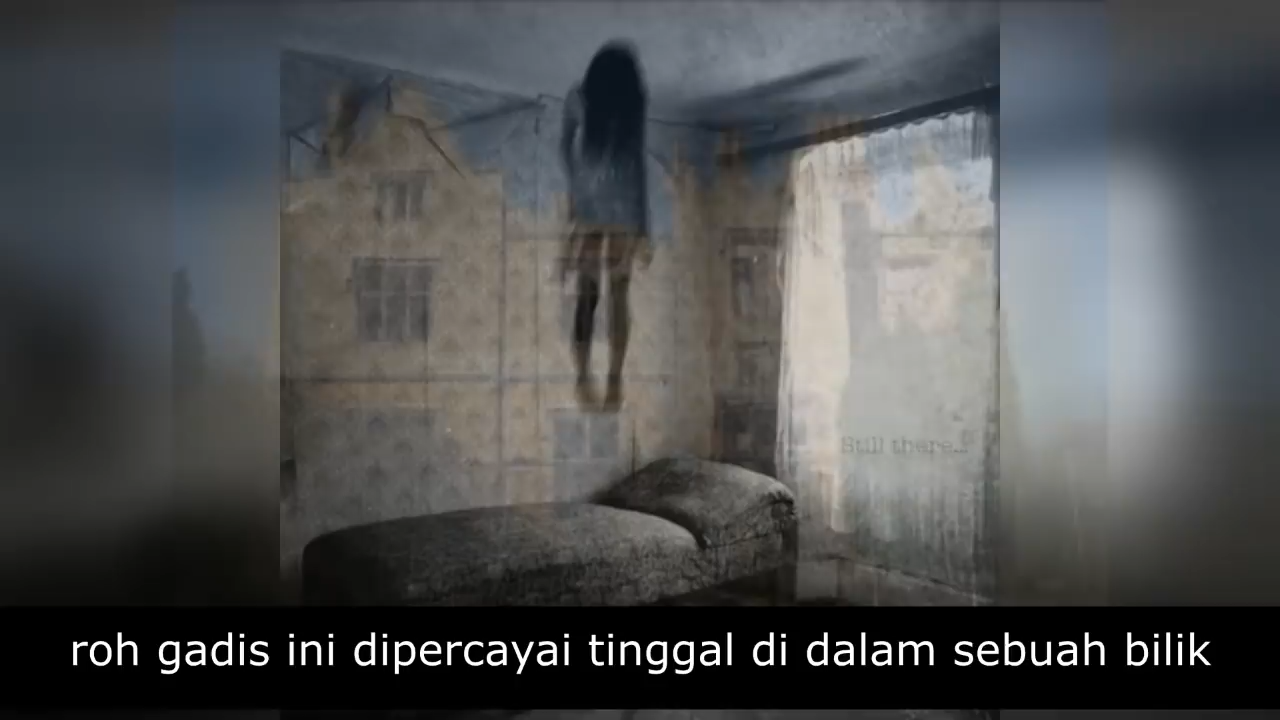 Still there...
roh gadis ini dipercayai tinggal di dalam sebuah bilik